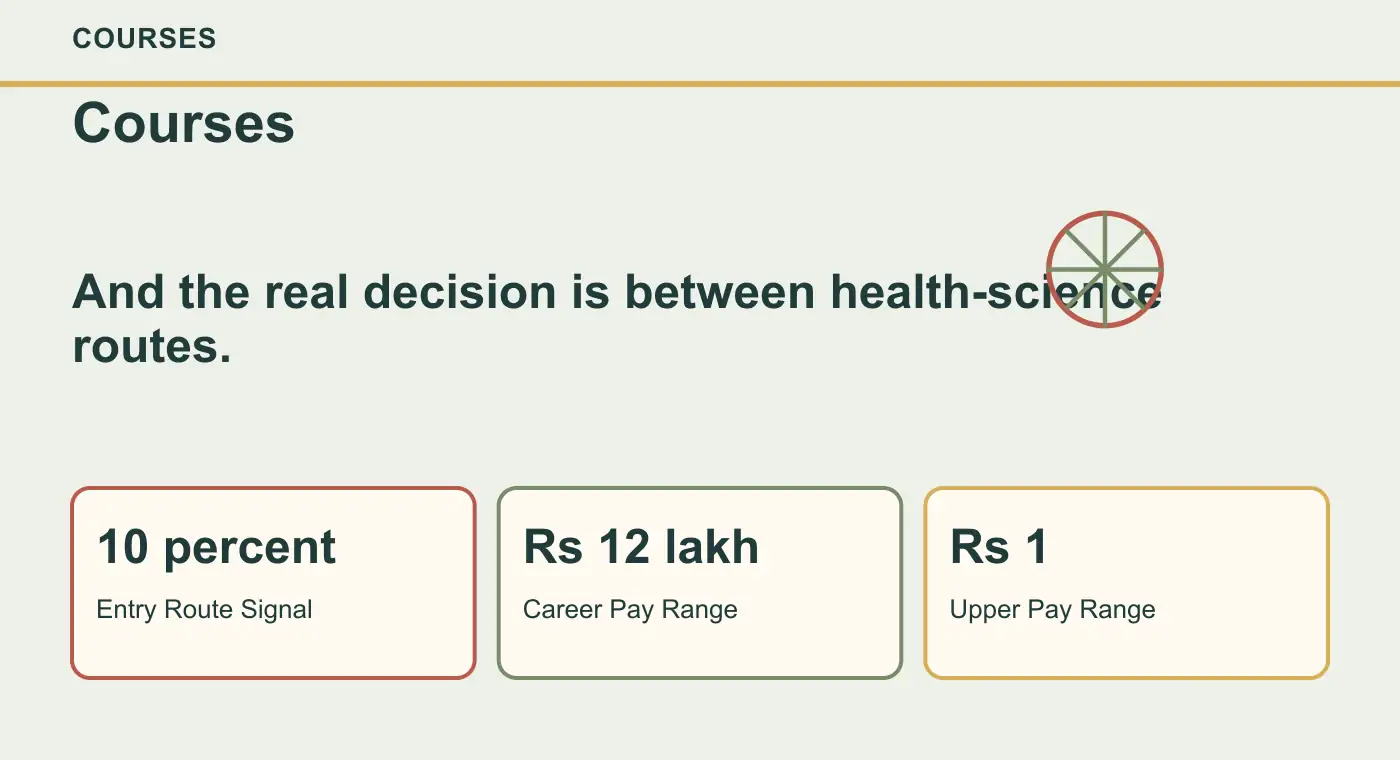 COURSES
Courses
And the real decision is between health-science
routes.
10 percent
Entry Route Signal
Rs 12 lakh
Career Pay Range
Rs 1
Upper Pay Range